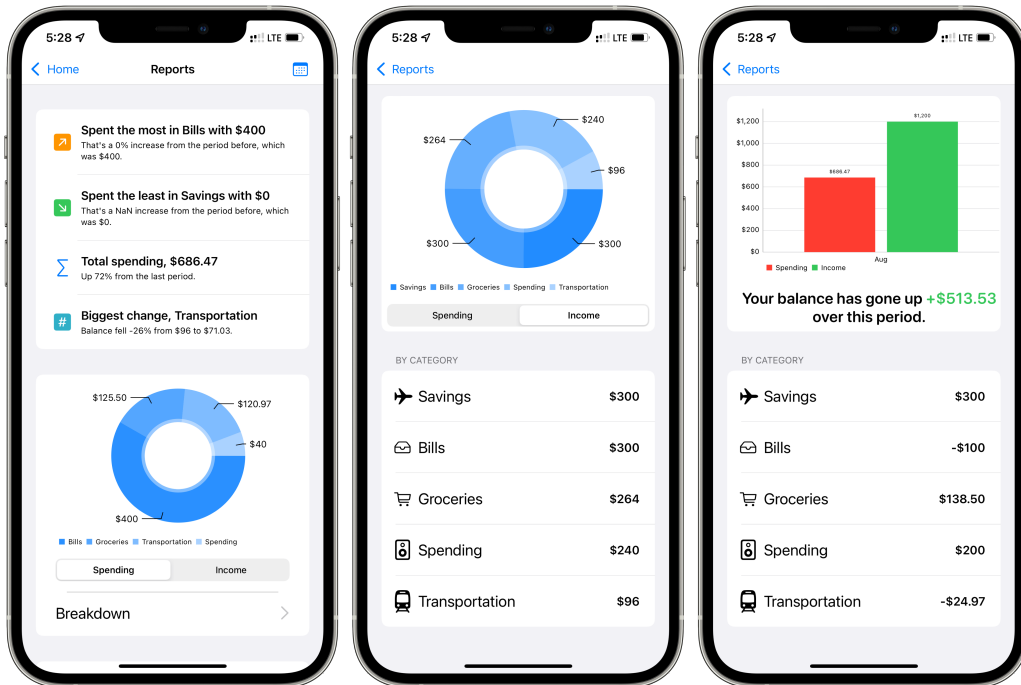 5:28
LTE
Home
Reports
Spent the most in Bills with $400
That's a 0% increase from the period before, which
was $400.
Spent the least in Savings with $0
That's a NaN increase from the period before, which
was $0.
Total spending, $686.47
Up 72% from the last period.
#
Biggest change, Transportation
Balance fell -26% from $96 to $71.03.
$125.50
$120.97
$40
$400
Bills Groceries Transportation Spending
Spending Income
Breakdown
5:28
LTE
Reports
$240
$264
$96
$300
$300
Savings Bills Groceries Spending Transportation
Spending Income
BY CATEGORY
Savings $300
Bills $300
Groceries $264
Spending $240
Transportation $96
5:28
LTE
Reports
$1,200
$1,000
$800
$600
$400
$200
$0
$686.47
$1,200
Aug
Spending Income
Your balance has gone up +$513.53
over this period.
BY CATEGORY
Savings $300
Bills -$100
Groceries $138.50
Spending $200
Transportation -$24.97